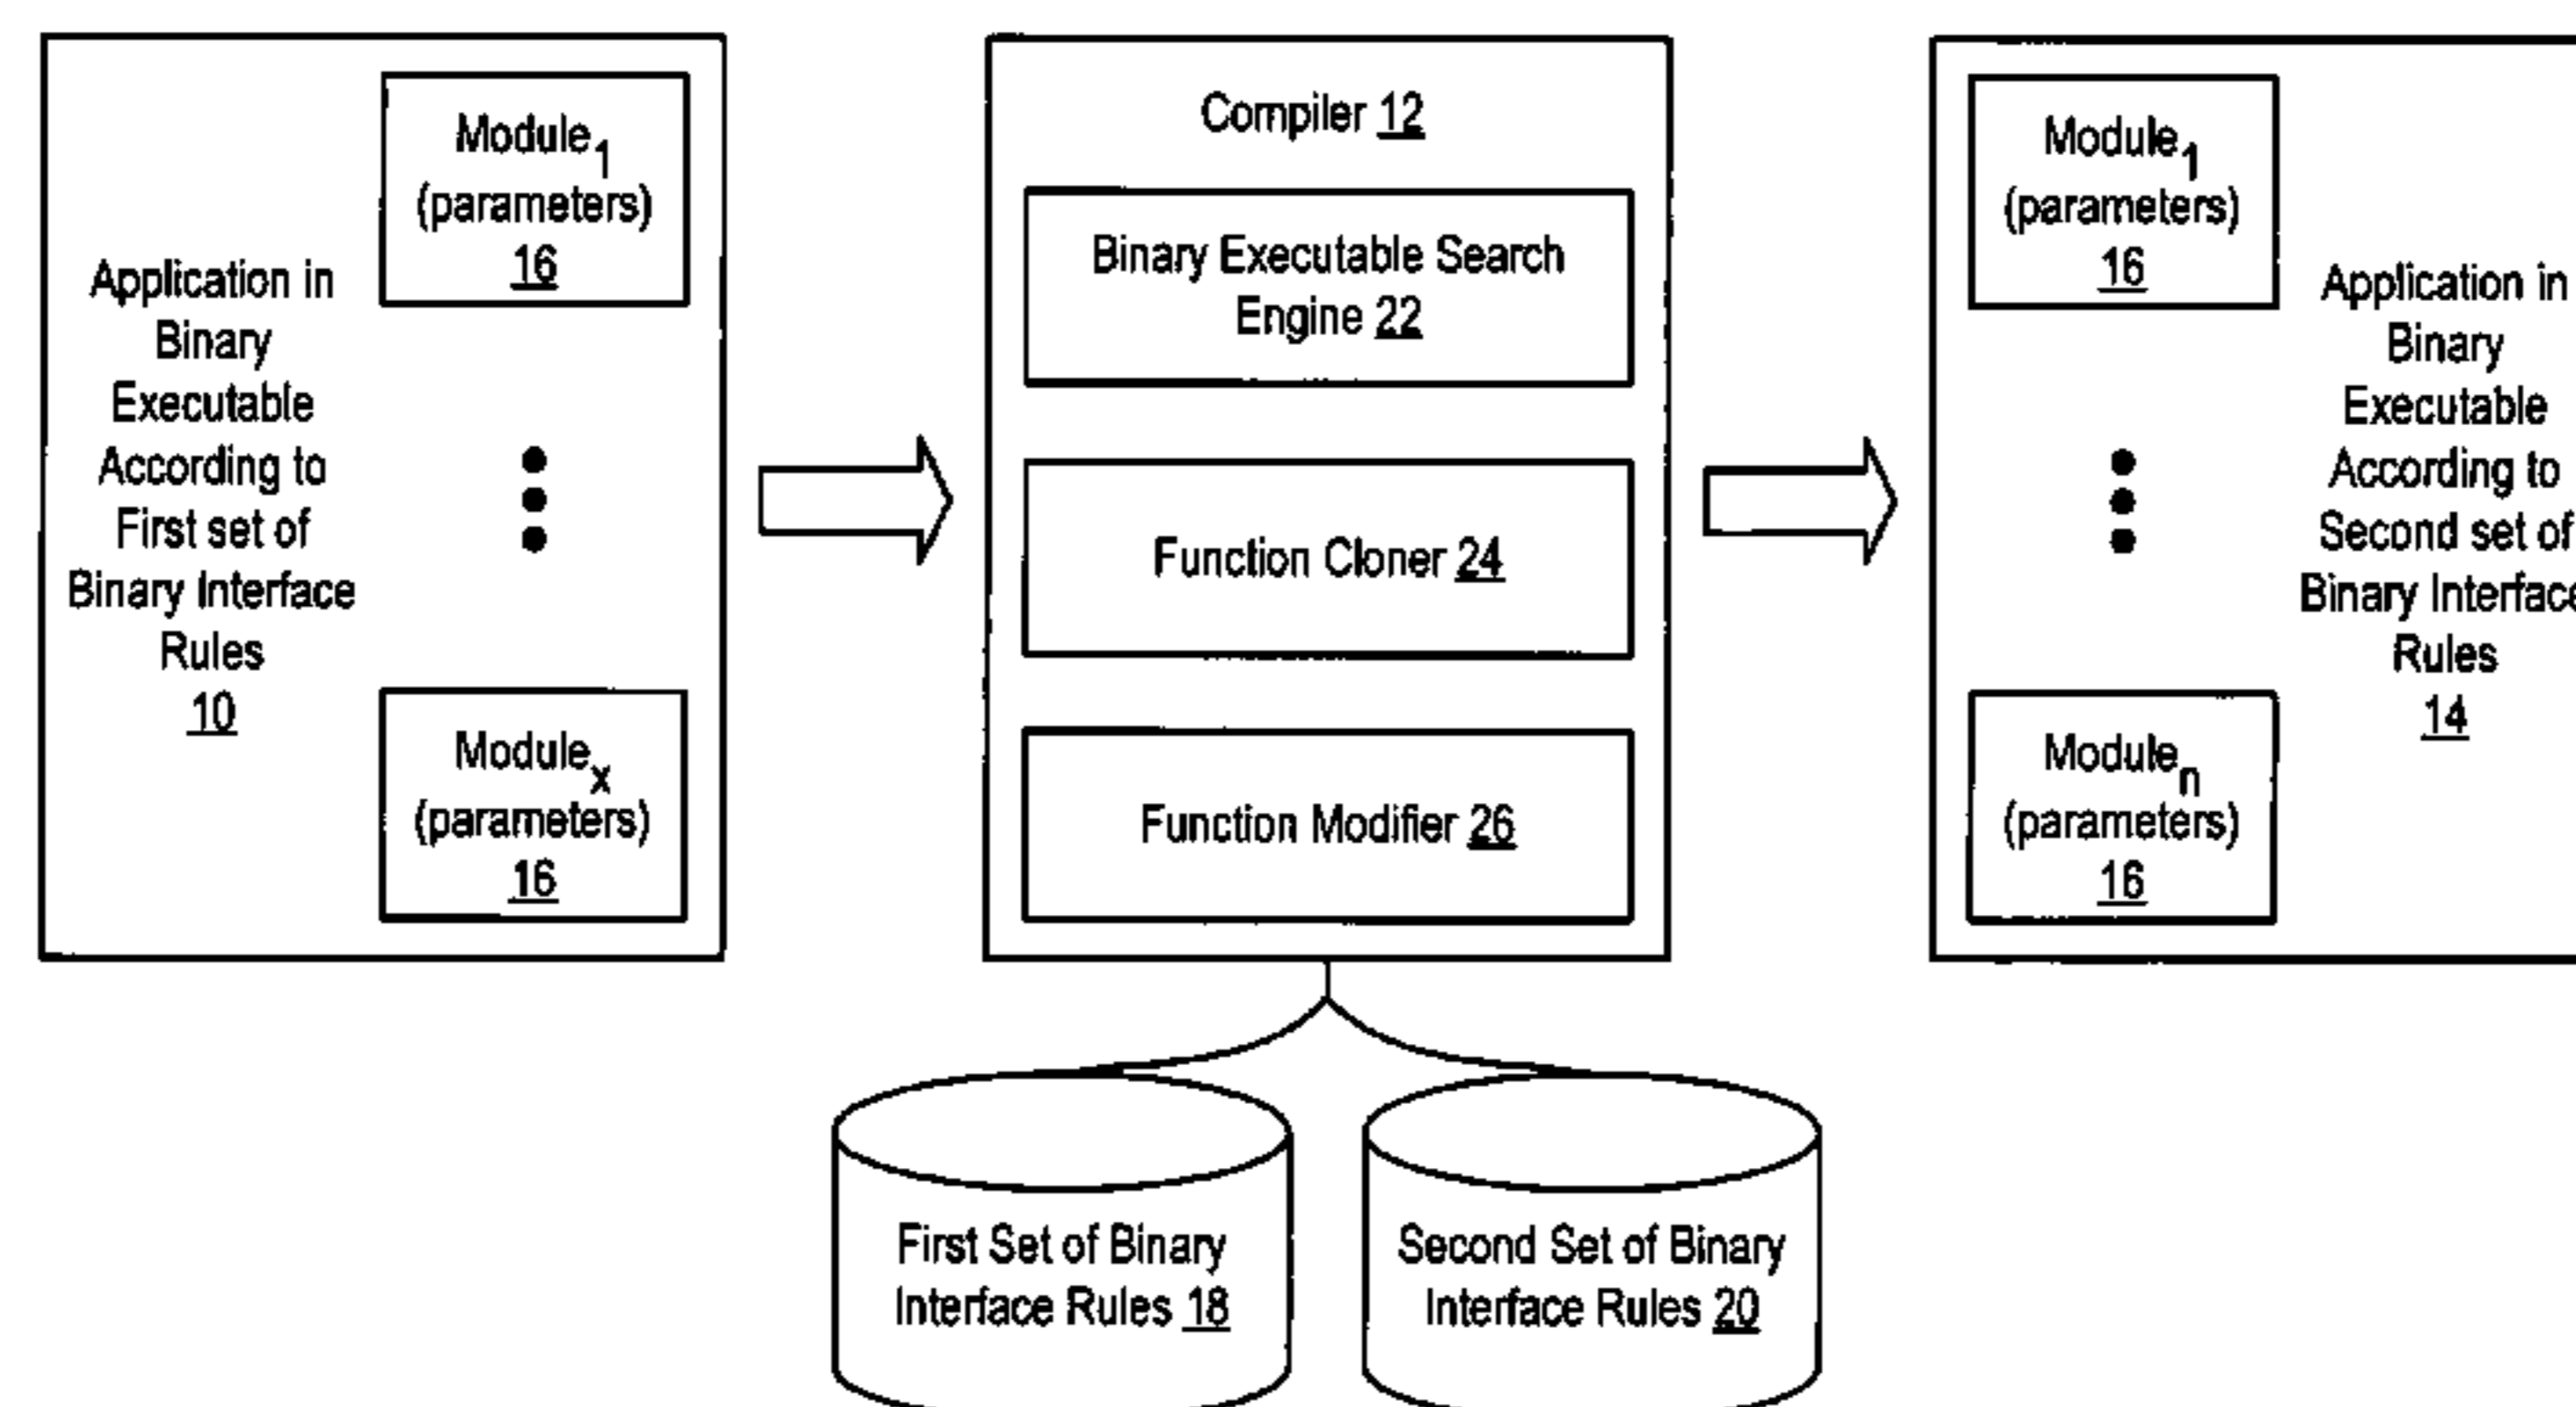 Application in
Binary
Executable
According to
First set of
Binary Interface
Rules
10
Module1
(parameters)
16
Modulex
(parameters)
16
Compiler 12
Binary Executable Search
Engine 22
Function Cloner 24
Function Modifier 26
Module1
(parameters)
16
Modulen
(parameters)
16
Application in
Binary
Executable
According to
Second set of
Binary Interface
Rules
14
First Set of Binary
Interface Rules 18
Second Set of Binary
Interface Rules 20